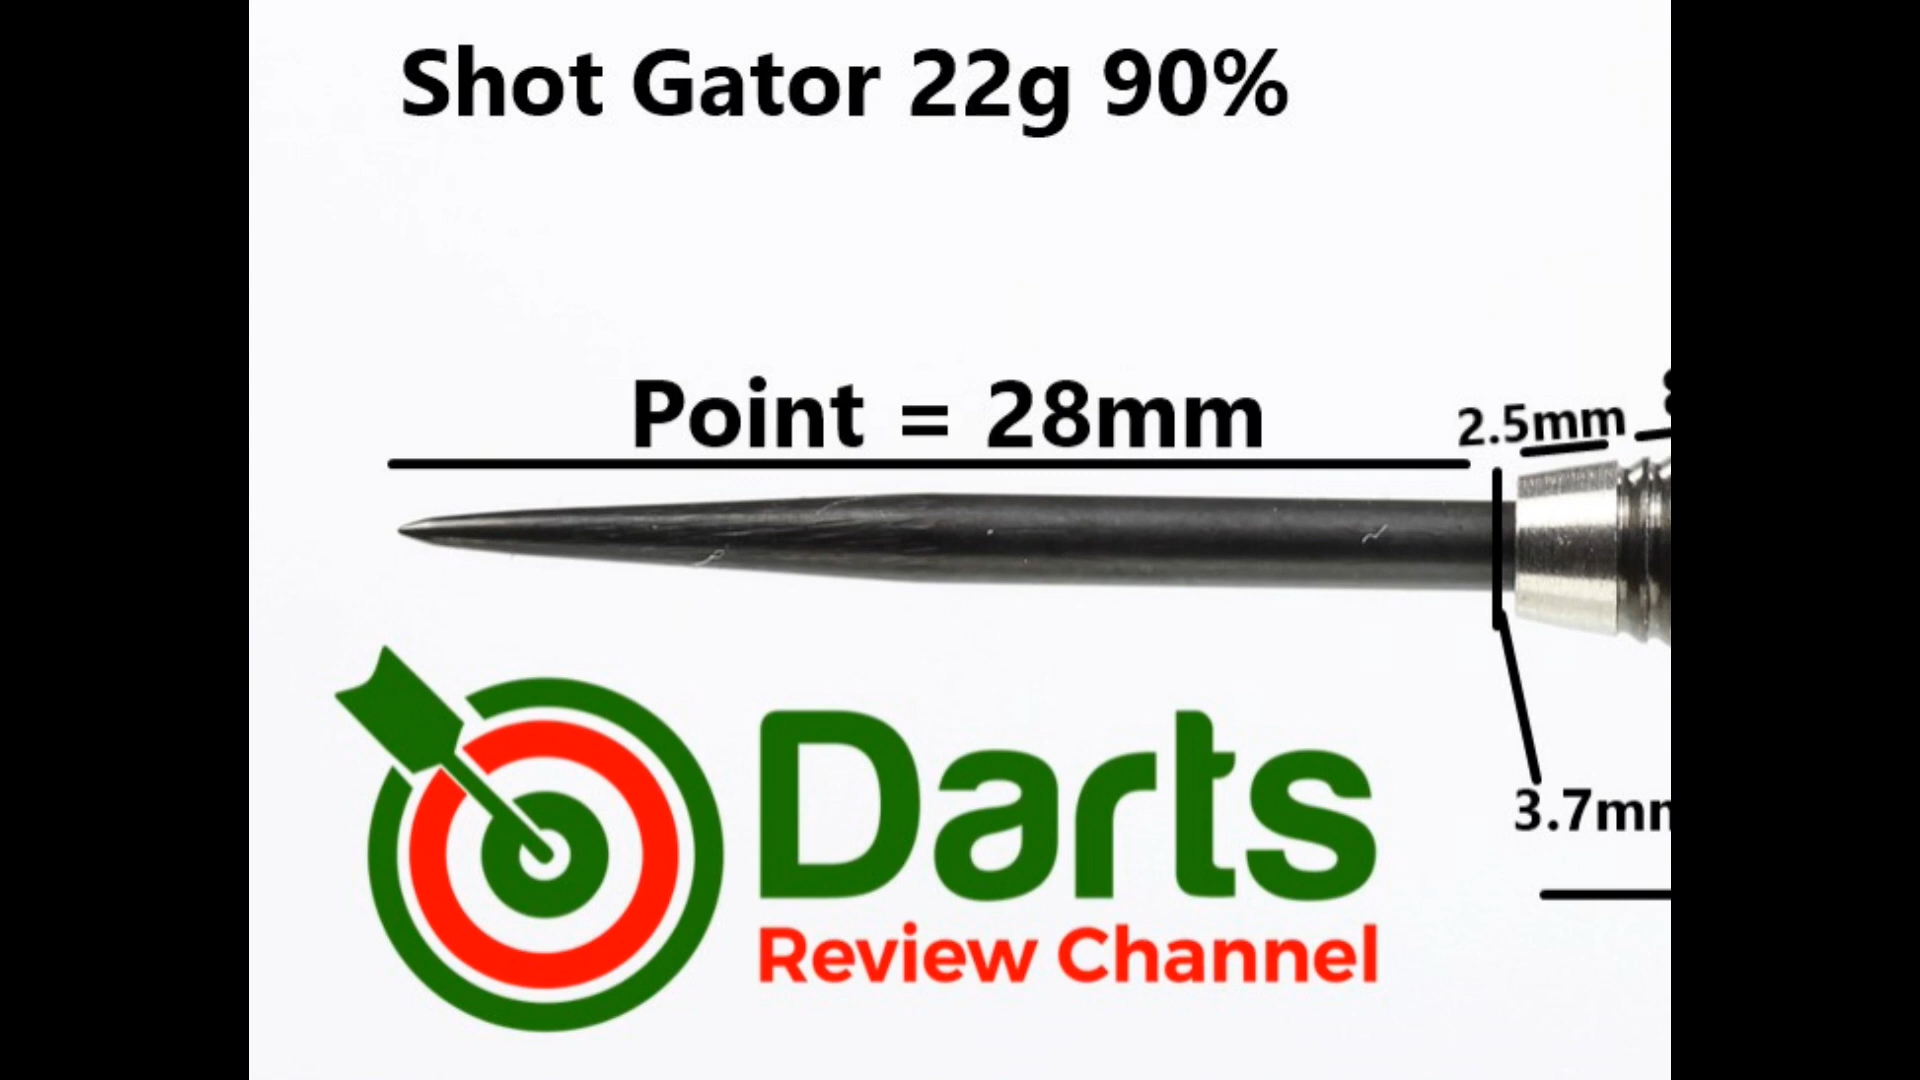 Shot Gator 22g 90%
Point = 28mm
2.5mm
Darts
Review Channel